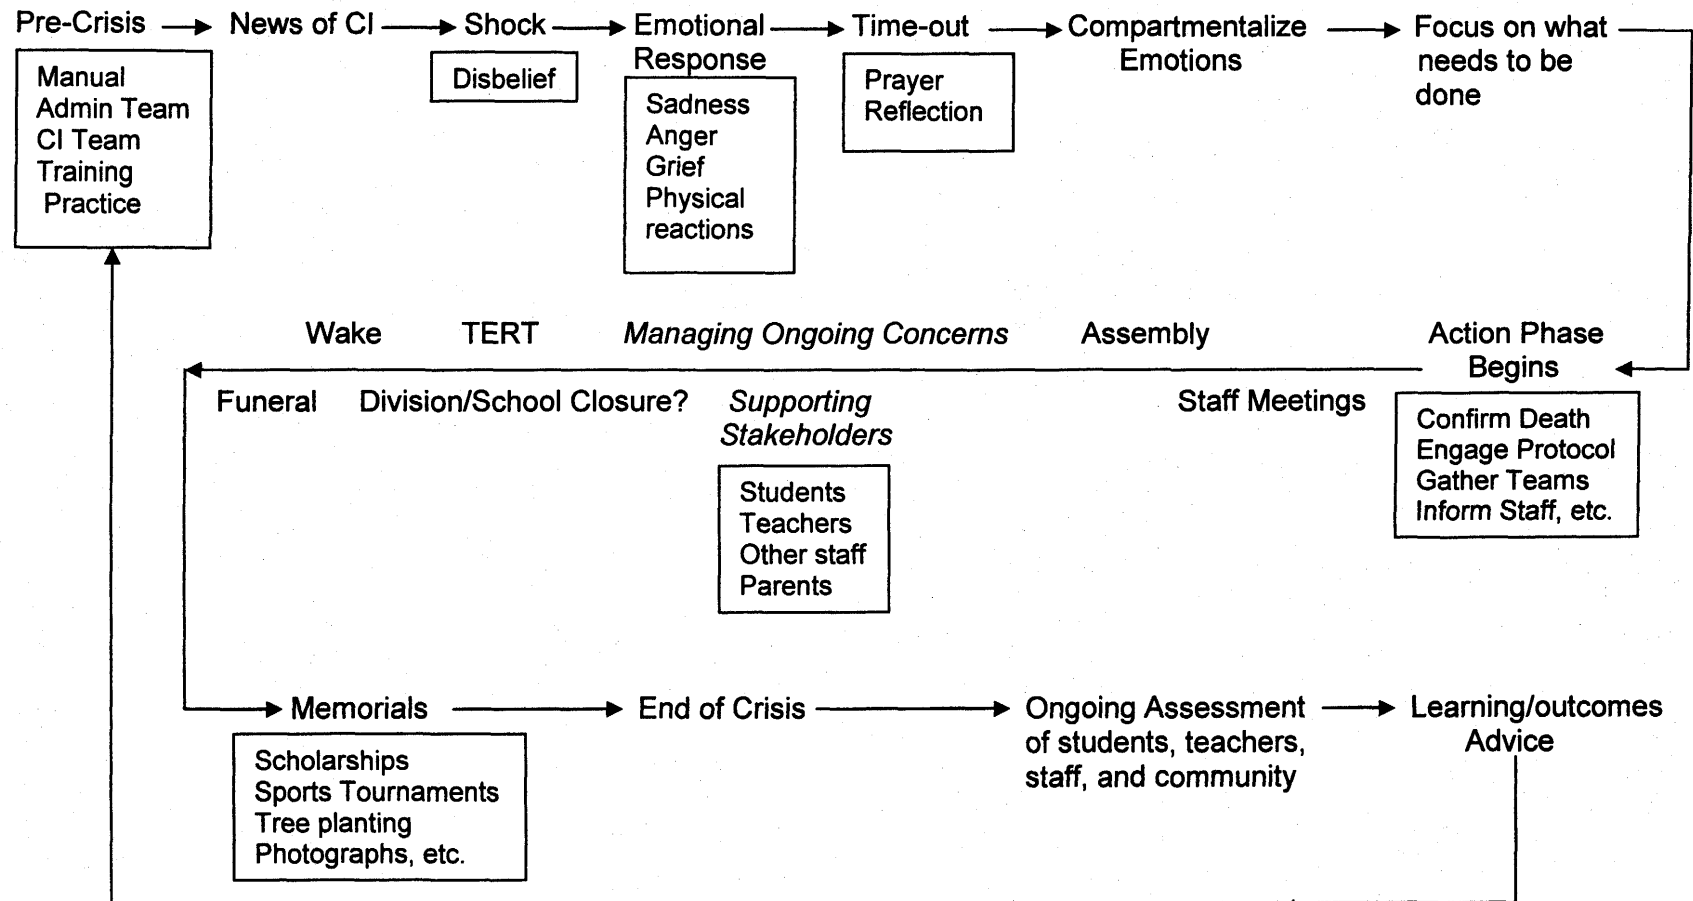 Pre-Crisis
News of CI
Shock
Emotional
Response
Time-out
Compartmentalize
Emotions
Focus on what
needs to be
done
Manual
Admin Team
CI Team
Training
Practice
Disbelief
Sadness
Anger
Grief
Physical
reactions
Prayer
Reflection
Wake
TERT
Managing Ongoing Concerns
Assembly
Action Phase
Begins
Funeral
Division/School Closure?
Supporting
Stakeholders
Staff Meetings
Confirm Death
Engage Protocol
Gather Teams
Inform Staff, etc.
Students
Teachers
Other staff
Parents
Memorials
End of Crisis
Ongoing Assessment
of students, teachers,
staff, and community
Learning/outcomes
Advice
Scholarships
Sports Tournaments
Tree planting
Photographs, etc.